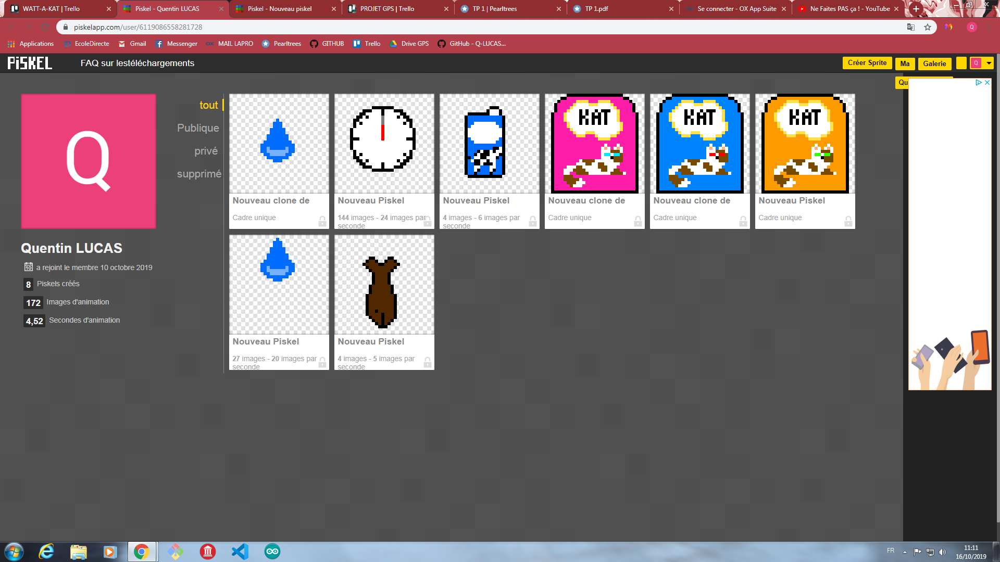 WATT-A-KAT | Trello
Piskel - Quentin LUCAS
Piskel - Nouveau piskel
PROJET GPS | Trello
TP 1 | Pearltrees
TP 1.pdf
Se connecter - OX App Suite
Ne Faites PAS ça ! - YouTube
piskelapp.com/user/6119086558281728
Q
Applications
EcoleDirecte
Gmail
Messenger
MAIL LAPRO
Pearltrees
GITHUB
Trello
Drive GPS
GitHub - Q-LUCAS...
PiSKEL
FAQ sur lestéléchargements
Créer Sprite
Ma
Galerie
Q
Qu
Q
tout
Publique
privé
supprimé
KAT
KAT
KAT
Nouveau clone de
Cadre unique
Nouveau Piskel
144 images - 24 images par
seconde
Nouveau Piskel
4 images - 6 images par
seconde
Nouveau clone de
Cadre unique
Nouveau clone de
Cadre unique
Nouveau Piskel
Cadre unique
Quentin LUCAS
10
a rejoint le membre 10 octobre 2019
8 Piskels créés
172 Images d'animation
4,52 Secondes d'animation
Nouveau Piskel
27 images - 20 images par
seconde
Nouveau Piskel
4 images - 5 images par
seconde
FR
11:11
16/10/2019